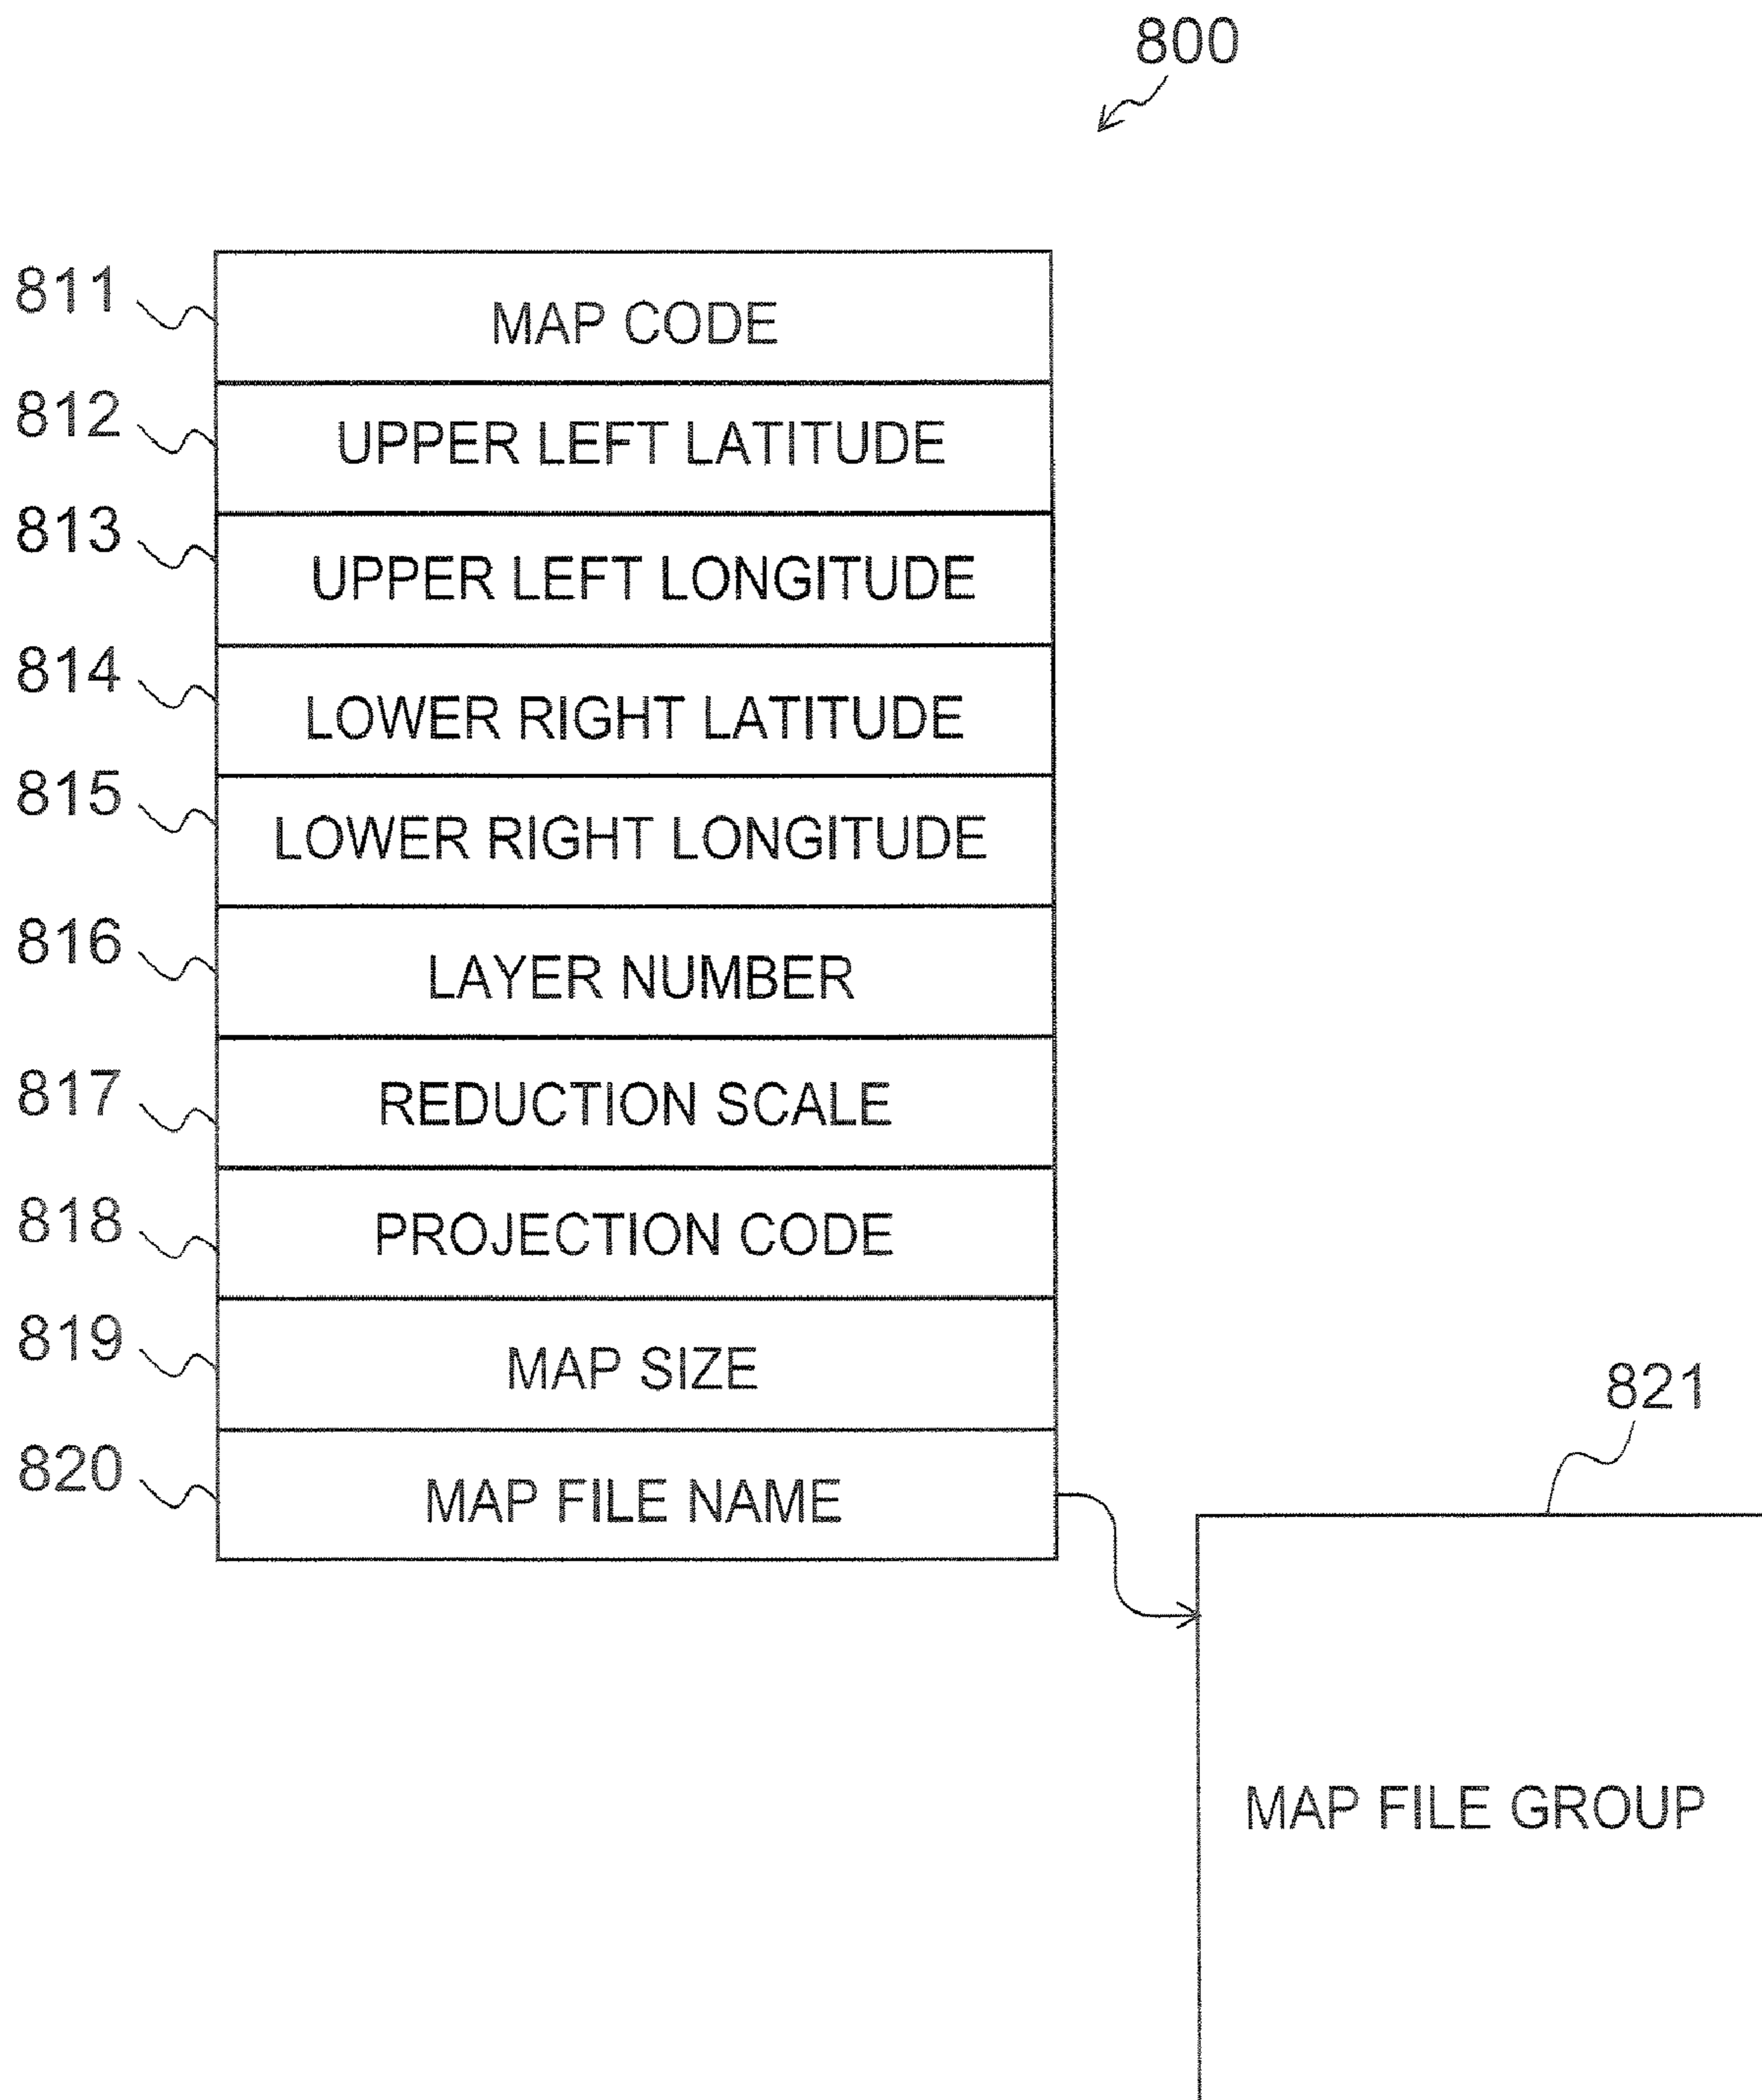 800
811 MAP CODE
812 UPPER LEFT LATITUDE
813 UPPER LEFT LONGITUDE
814 LOWER RIGHT LATITUDE
815 LOWER RIGHT LONGITUDE
816 LAYER NUMBER
817 REDUCTION SCALE
818 PROJECTION CODE
819 MAP SIZE
820 MAP FILE NAME
821
MAP FILE GROUP